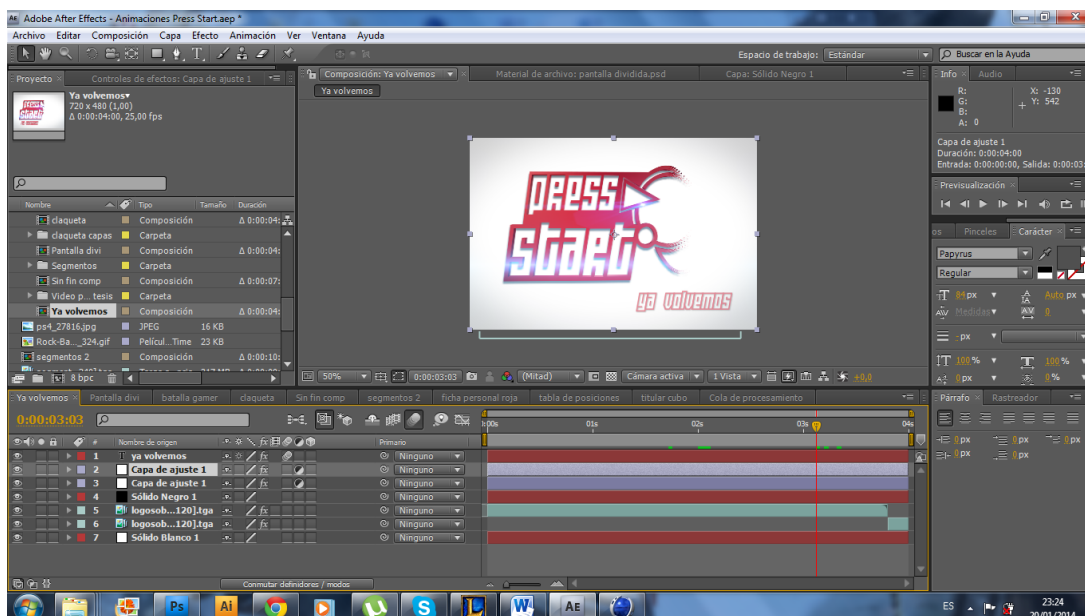 Adobe After Effects - Animaciones Press Start.aep *
Archivo Editar Composición Capa Efecto Animación Ver Ventana Ayuda
Espacio de trabajo: Estándar
Buscar en la Ayuda
Proyecto
Controles de efectos: Capa de ajuste 1
Composición: Ya volvemos
Material de archivo: pantalla dividida.psd
Capa: Sólido Negro 1
Info
Audio
Ya volvemos
720 x 480 (1,00)
Δ 0:00:04:00, 25,00 fps
Ya volvemos
R:
G:
B:
A: 0
X: -130
Y: 542
Capa de ajuste 1
Duración: 0:00:04:00
Entrada: 0:00:00:00, Salida: 0:00:03:
Previsualización
Nombre Tipo Tamaño Duración
claqueta Composición Δ 0:00:04:
claqueta capas Carpeta
Pantalla divi Composición Δ 0:00:04:
Segmentos Carpeta
Sin fin comp Composición Δ 0:00:07:
Video p... tesis Carpeta
Ya volvemos Composición Δ 0:00:04:
ps4_27816.jpg JPEG 16 KB
Rock-Ba..._324.gif Películ...Time 23 KB
segmentos 2 Composición Δ 0:00:10:
8 bpc
press
start
ya volvemos
os Pinceles Carácter
Papyrus
Regular
84 px Auto px
Medidas 0
- px
100 % 100 %
0 px 0 %
50% 0:00:03:03 (Mitad) Cámara activa 1 Vista +0,0
Ya volvemos Pantalla divi batalla gamer claqueta Sin fin comp segmentos 2 ficha personal roja tabla de posiciones titular cubo Cola de procesamiento
Párrafo
Rastreador
0:00:03:03
0 px 0 px 0 px
0 px 0 px
:00s 01s 02s 03s 04s
# Nombre de origen Primario
1 ya volvemos Ninguno
2 Capa de ajuste 1 Ninguno
3 Capa de ajuste 1 Ninguno
4 Sólido Negro 1 Ninguno
5 logosob...120].tga Ninguno
6 logosob...120].tga Ninguno
7 Sólido Blanco 1 Ninguno
Conmutar definidores / modos
Ps
Ai
S
L
W
AE
ES
23:24
20/01/2014